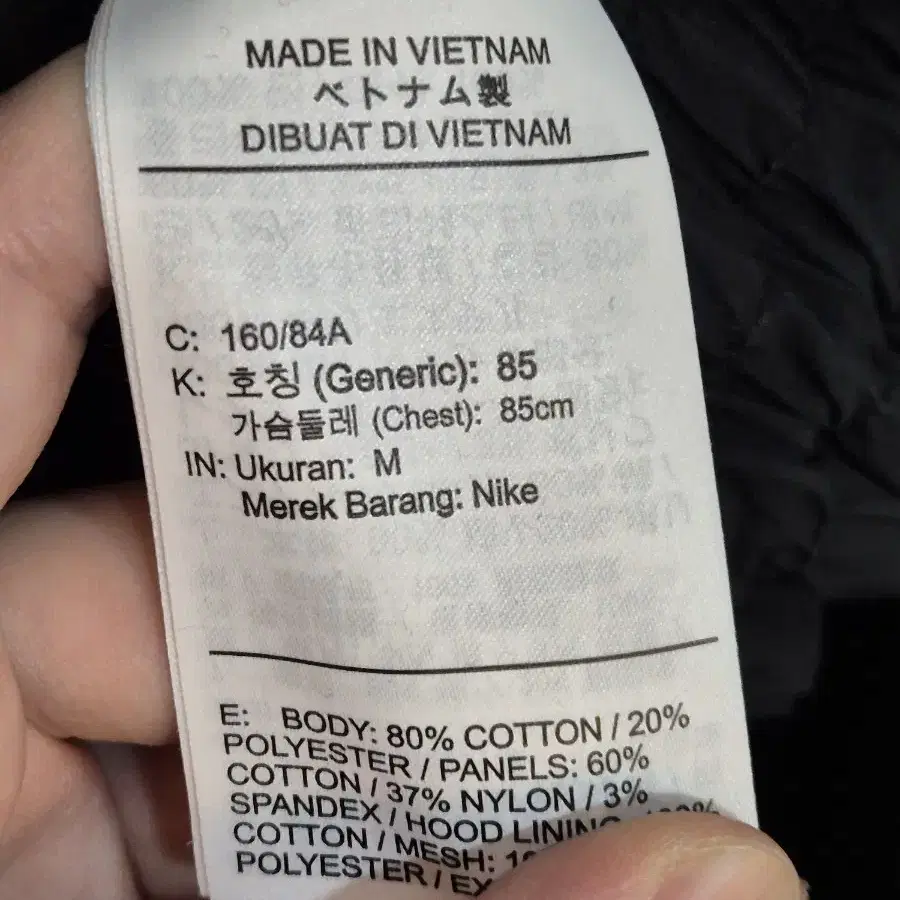 MADE IN VIETNAM
ベトナム製
DIBUAT DI VIETNAM
C: 160/84A
K: 호칭 (Generic): 85
가슴둘레 (Chest): 85cm
IN: Ukuran: M
Merek Barang: Nike
E: BODY: 80% COTTON / 20%
POLYESTER / PANELS: 60%
COTTON / 37% NYLON / 3%
SPANDEX / HOOD LINING: 100%
COTTON / MESH:
POLYESTER /